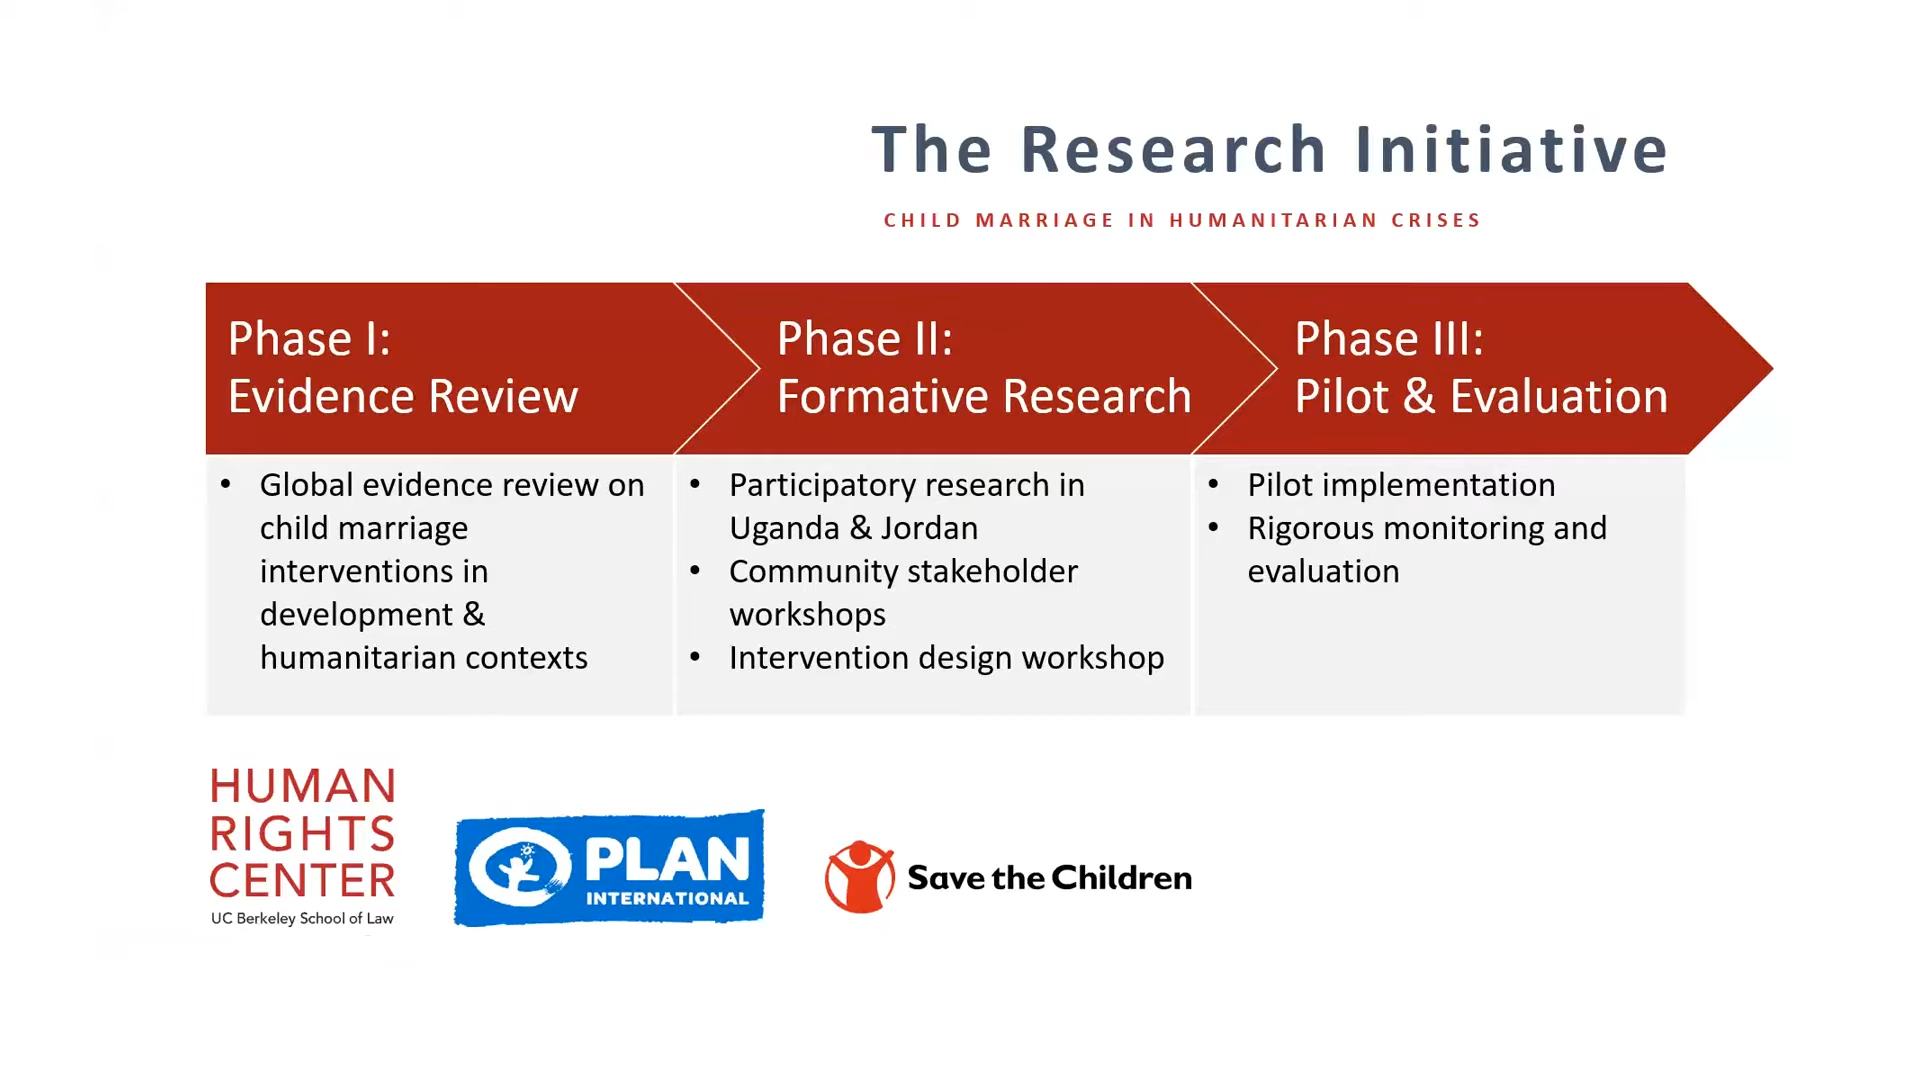 The Research Initiative
CHILD MARRIAGE IN HUMANITARIAN CRISES
Phase I:
Evidence Review
• Global evidence review on
child marriage
interventions in
development &
humanitarian contexts
Phase II:
Formative Research
• Participatory research in
Uganda & Jordan
• Community stakeholder
workshops
• Intervention design workshop
Phase III:
Pilot & Evaluation
• Pilot implementation
• Rigorous monitoring and
evaluation
HUMAN
RIGHTS
CENTER
UC Berkeley School of Law
PLAN
INTERNATIONAL
Save the Children